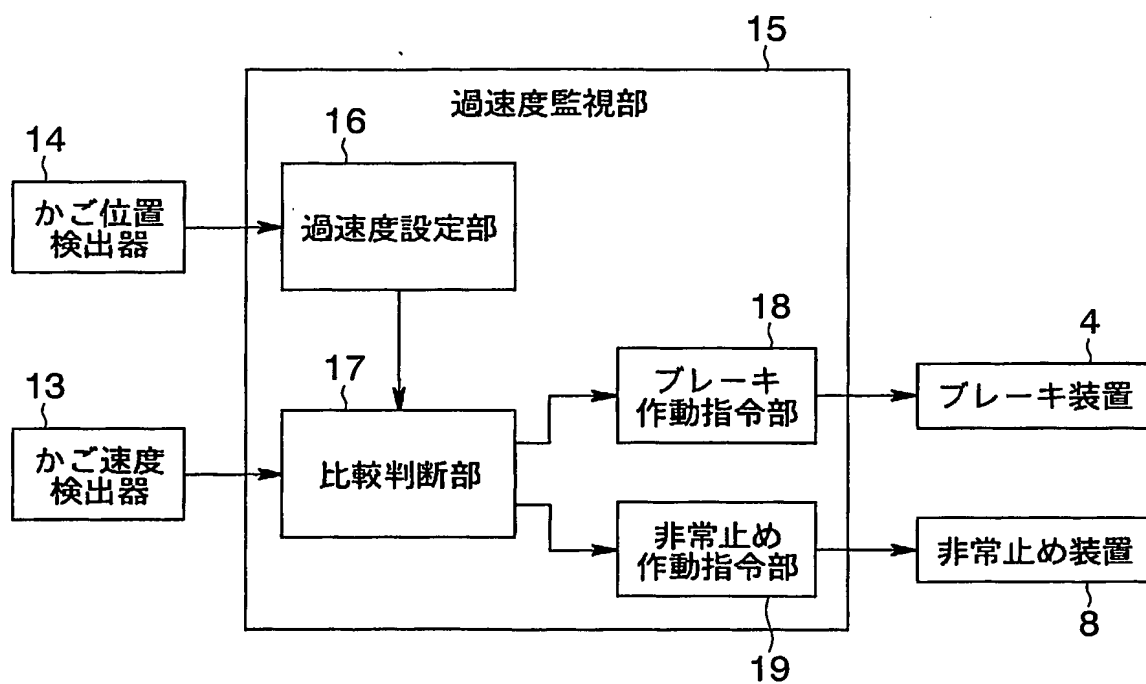 15
過速度監視部
16
14
かご位置
検出器
過速度設定部
18
4
17
13
ブレーキ
作動指令部
ブレーキ装置
かご速度
検出器
比較判断部
非常止め
作動指令部
非常止め装置
19
8